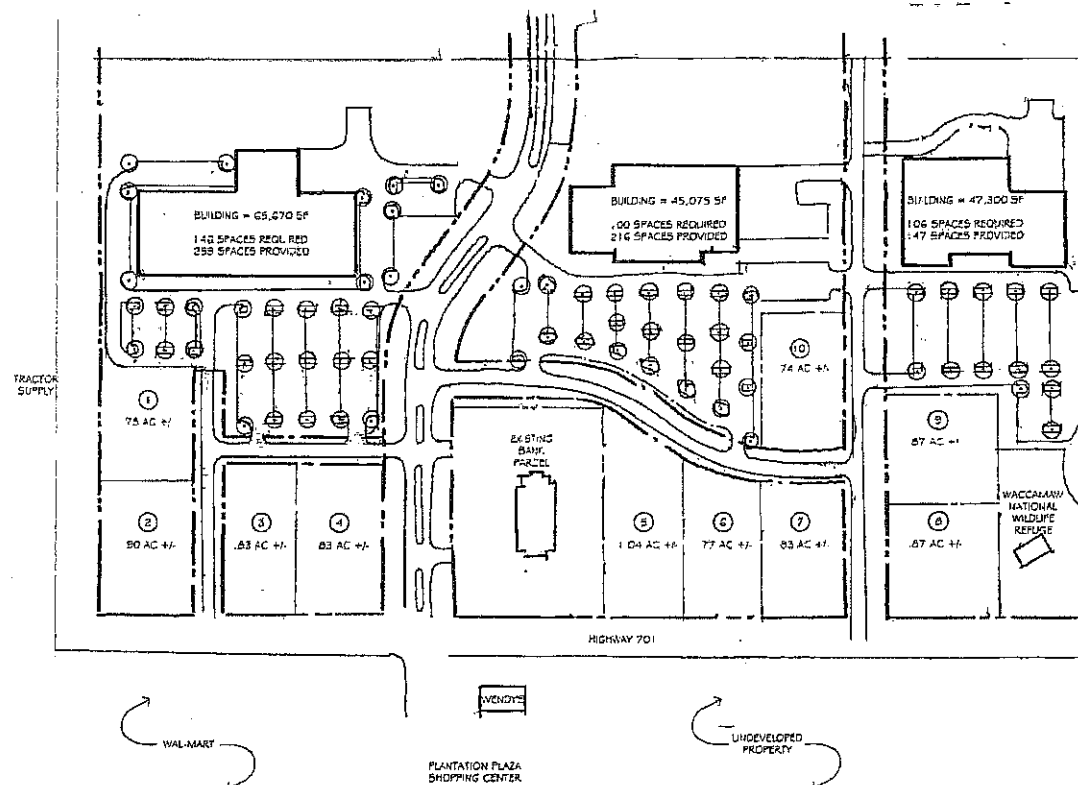 BUILDING = 65,670 SF
148 SPACES REQUIRED
259 SPACES PROVIDED
BUILDING = 45,075 SF
100 SPACES REQUIRED
216 SPACES PROVIDED
BUILDING = 47,300 SF
106 SPACES REQUIRED
147 SPACES PROVIDED
TRACTOR
SUPPLY
1
.75 AC +/-
10
.74 AC +/-
EXISTING
BANK
PARCEL
9
.87 AC +/-
WACCAMAW
NATIONAL
WILDLIFE
REFUGE
2
.90 AC +/-
3
.83 AC +/-
4
.83 AC +/-
5
1.04 AC +/-
6
.77 AC +/-
7
.83 AC +/-
8
.87 AC +/-
HIGHWAY 701
WENDYS
WAL-MART
UNDEVELOPED
PROPERTY
PLANTATION PLAZA
SHOPPING CENTER